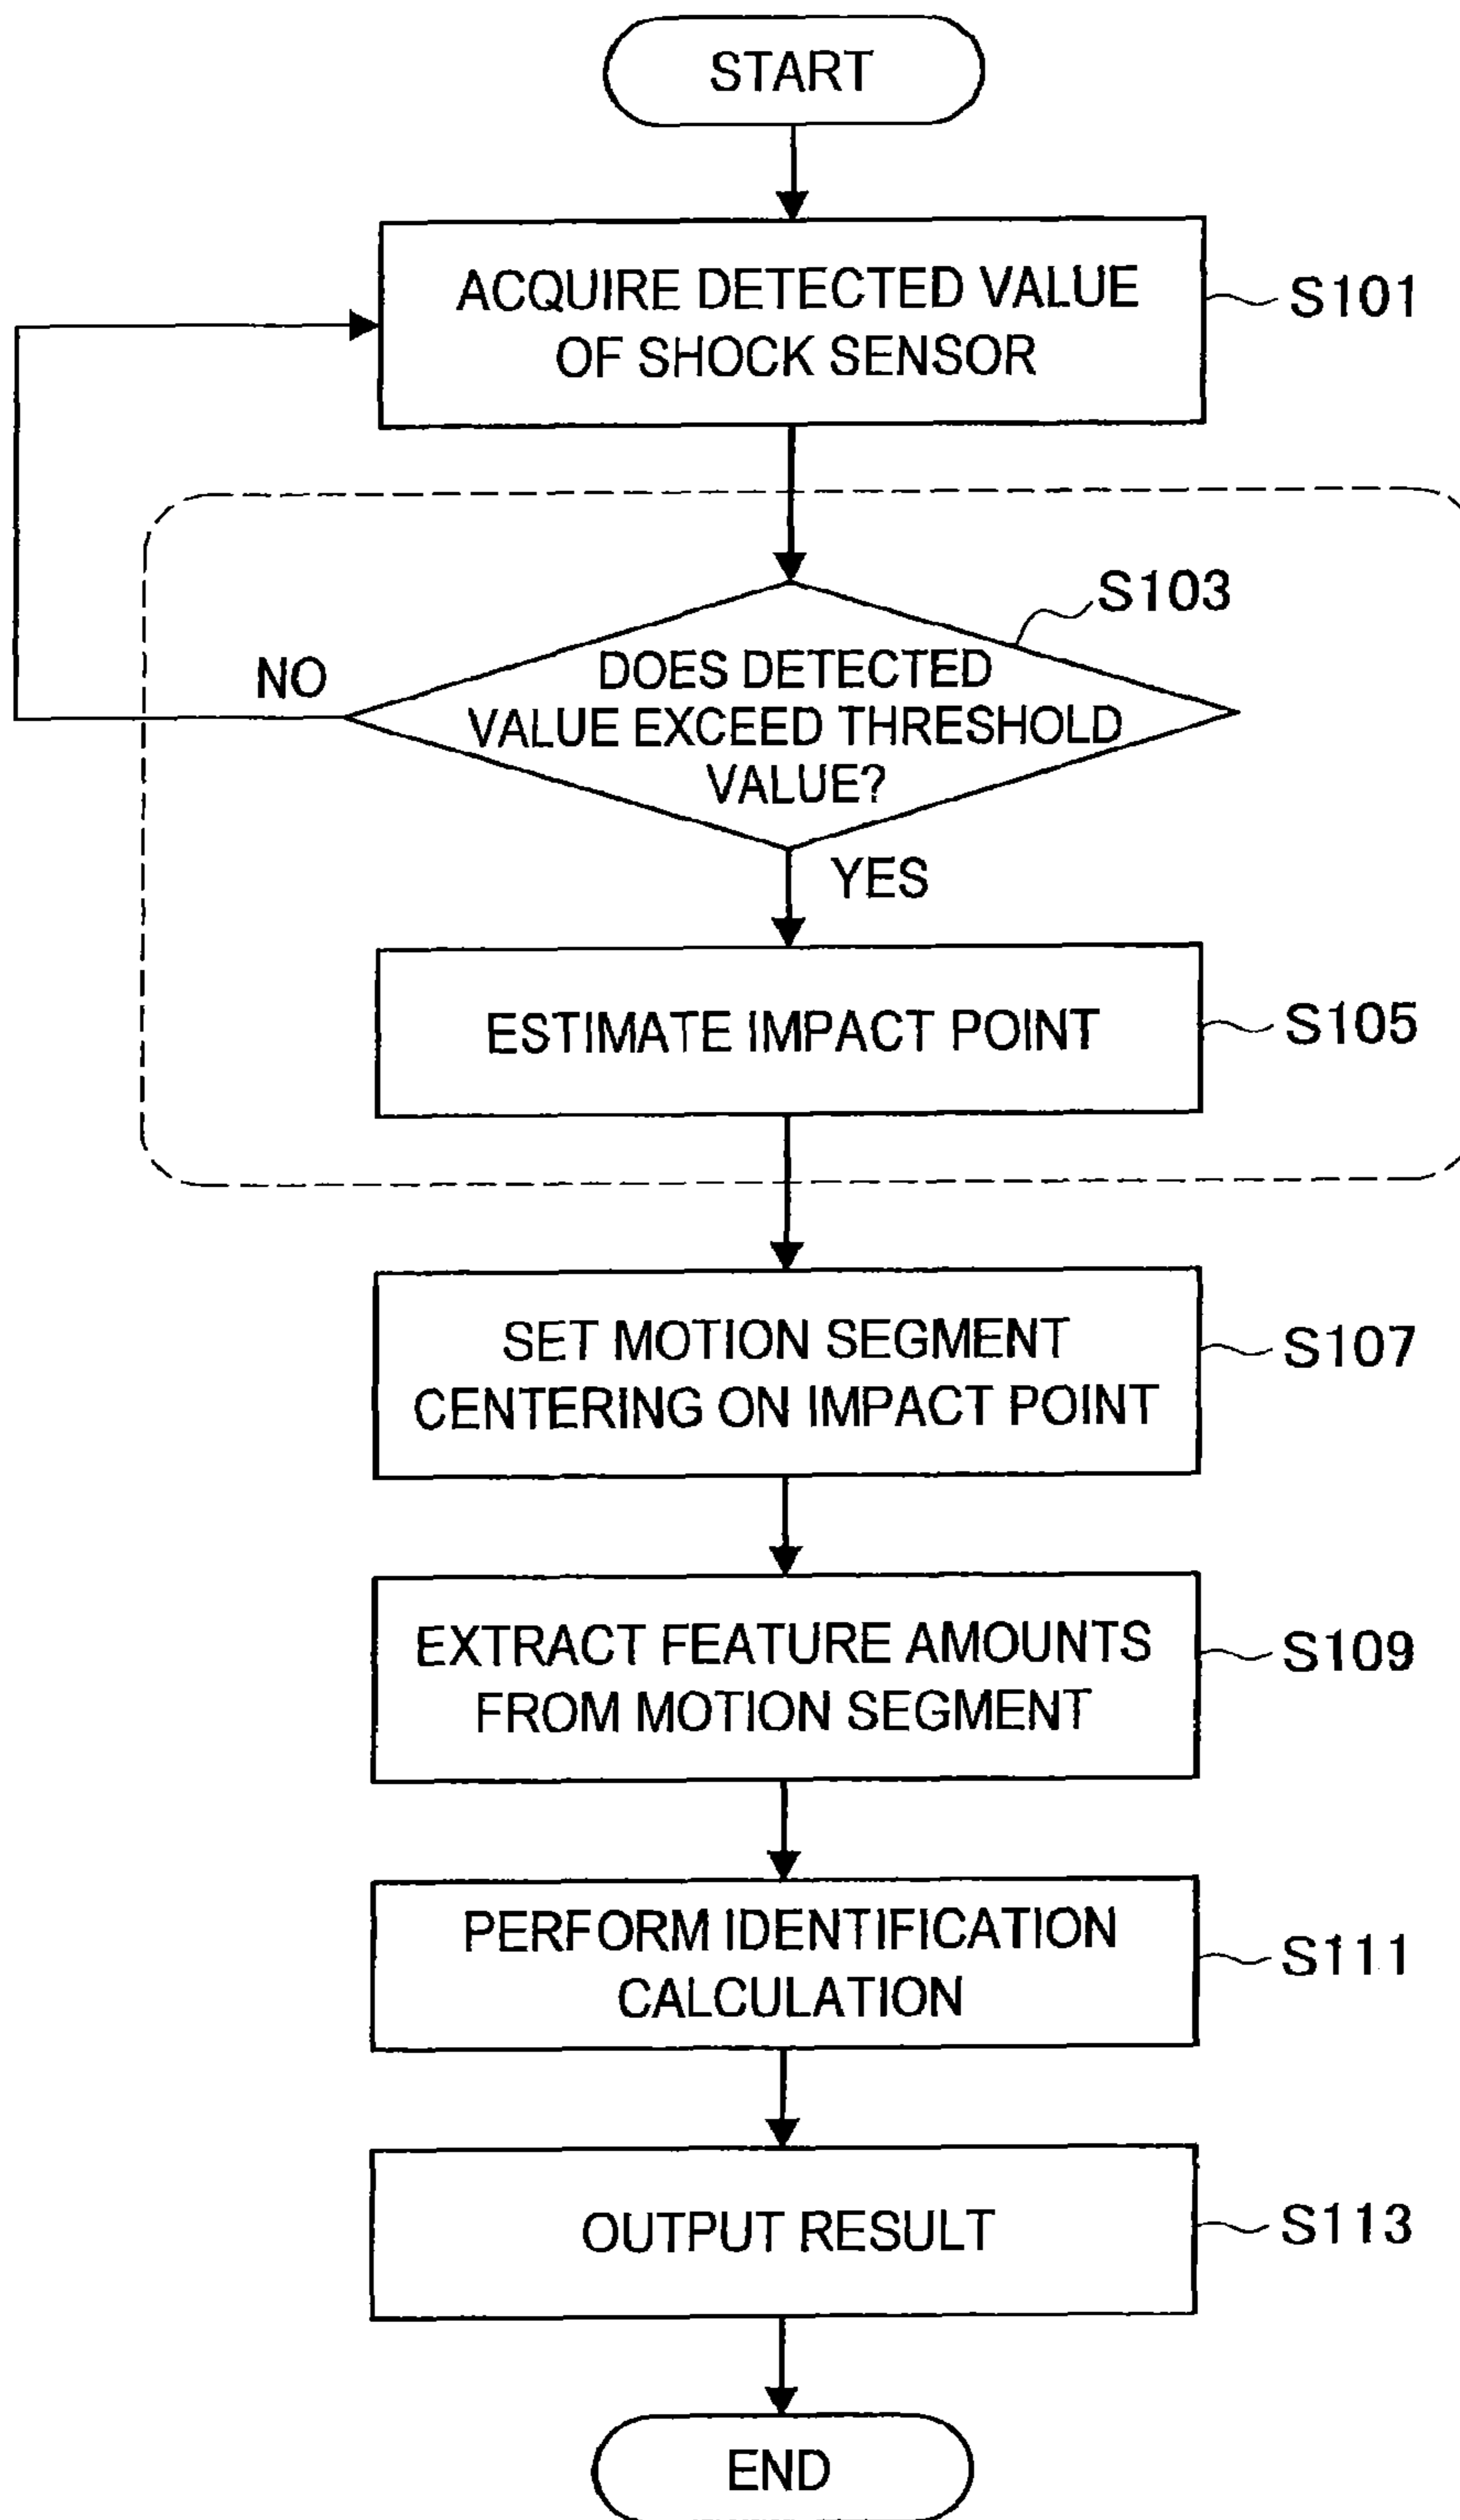 START
ACQUIRE DETECTED VALUE
OF SHOCK SENSOR
S101
S103
NO
DOES DETECTED
VALUE EXCEED THRESHOLD
VALUE?
YES
ESTIMATE IMPACT POINT
S105
SET MOTION SEGMENT
CENTERING ON IMPACT POINT
S107
EXTRACT FEATURE AMOUNTS
FROM MOTION SEGMENT
S109
PERFORM IDENTIFICATION
CALCULATION
S111
OUTPUT RESULT
S113
END